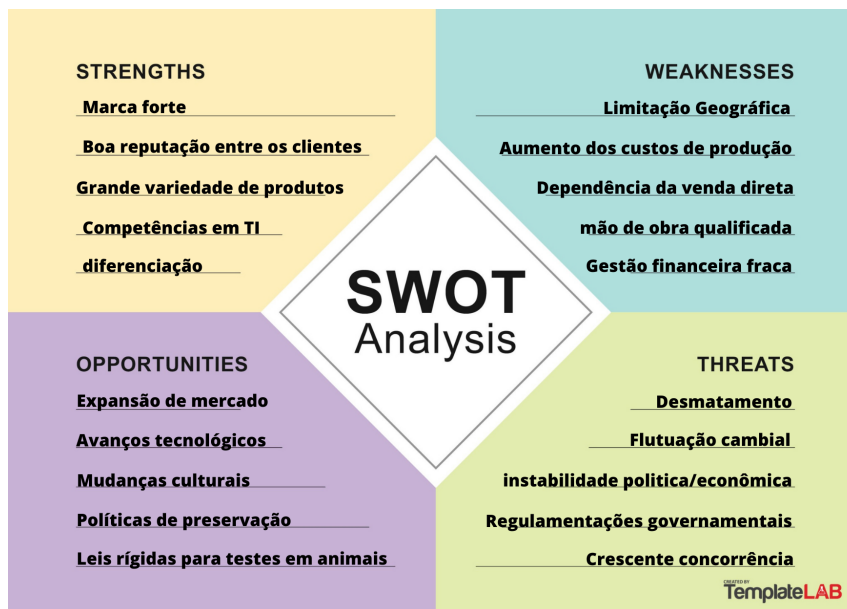 STRENGTHS
Marca forte
Boa reputação entre os clientes
Grande variedade de produtos
Competências em TI
diferenciação
WEAKNESSES
Limitação Geográfica
Aumento dos custos de produção
Dependência da venda direta
mão de obra qualificada
Gestão financeira fraca
SWOT
Analysis
OPPORTUNITIES
Expansão de mercado
Avanços tecnológicos
Mudanças culturais
Políticas de preservação
Leis rígidas para testes em animais
THREATS
Desmatamento
Flutuação cambial
instabilidade politica/econômica
Regulamentações governamentais
Crescente concorrência
CREATED BY
TemplateLAB